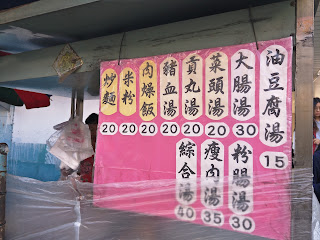 油豆腐湯 15
大腸湯 30
菜頭湯 20
貢丸湯 20
豬血湯 20
肉燥飯 20
米粉 20
炒麵 20
粉腸湯 30
瘦肉湯 35
綜合湯 40